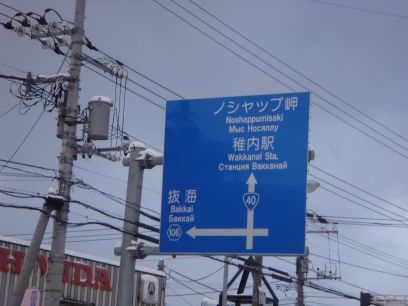 ノシャップ岬
Noshappumisaki
Мыс Носяппу
稚内駅
Wakkanai Sta.
Станция Вакканай
抜海
Bakkai
Баккай
40
106
HONDA